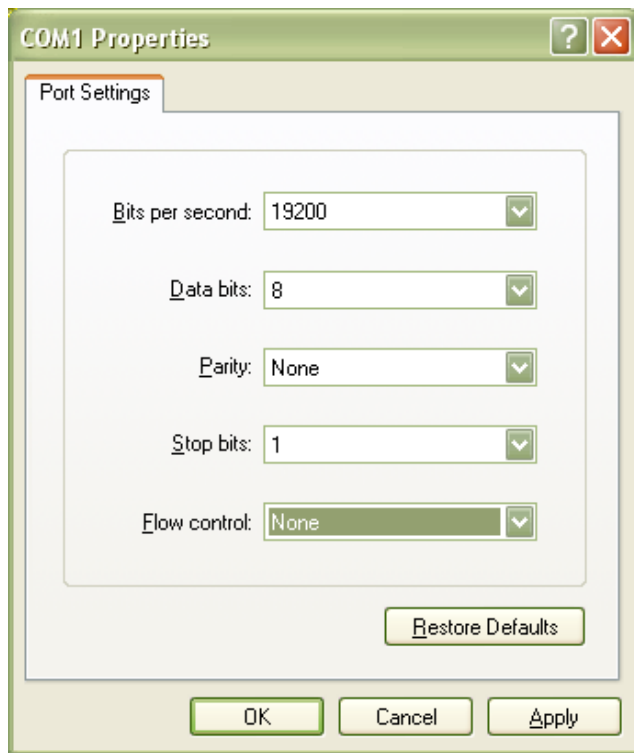 COM1 Properties
Port Settings
Bits per second: 19200
Data bits: 8
Parity: None
Stop bits: 1
Flow control: None
Restore Defaults
OK Cancel Apply